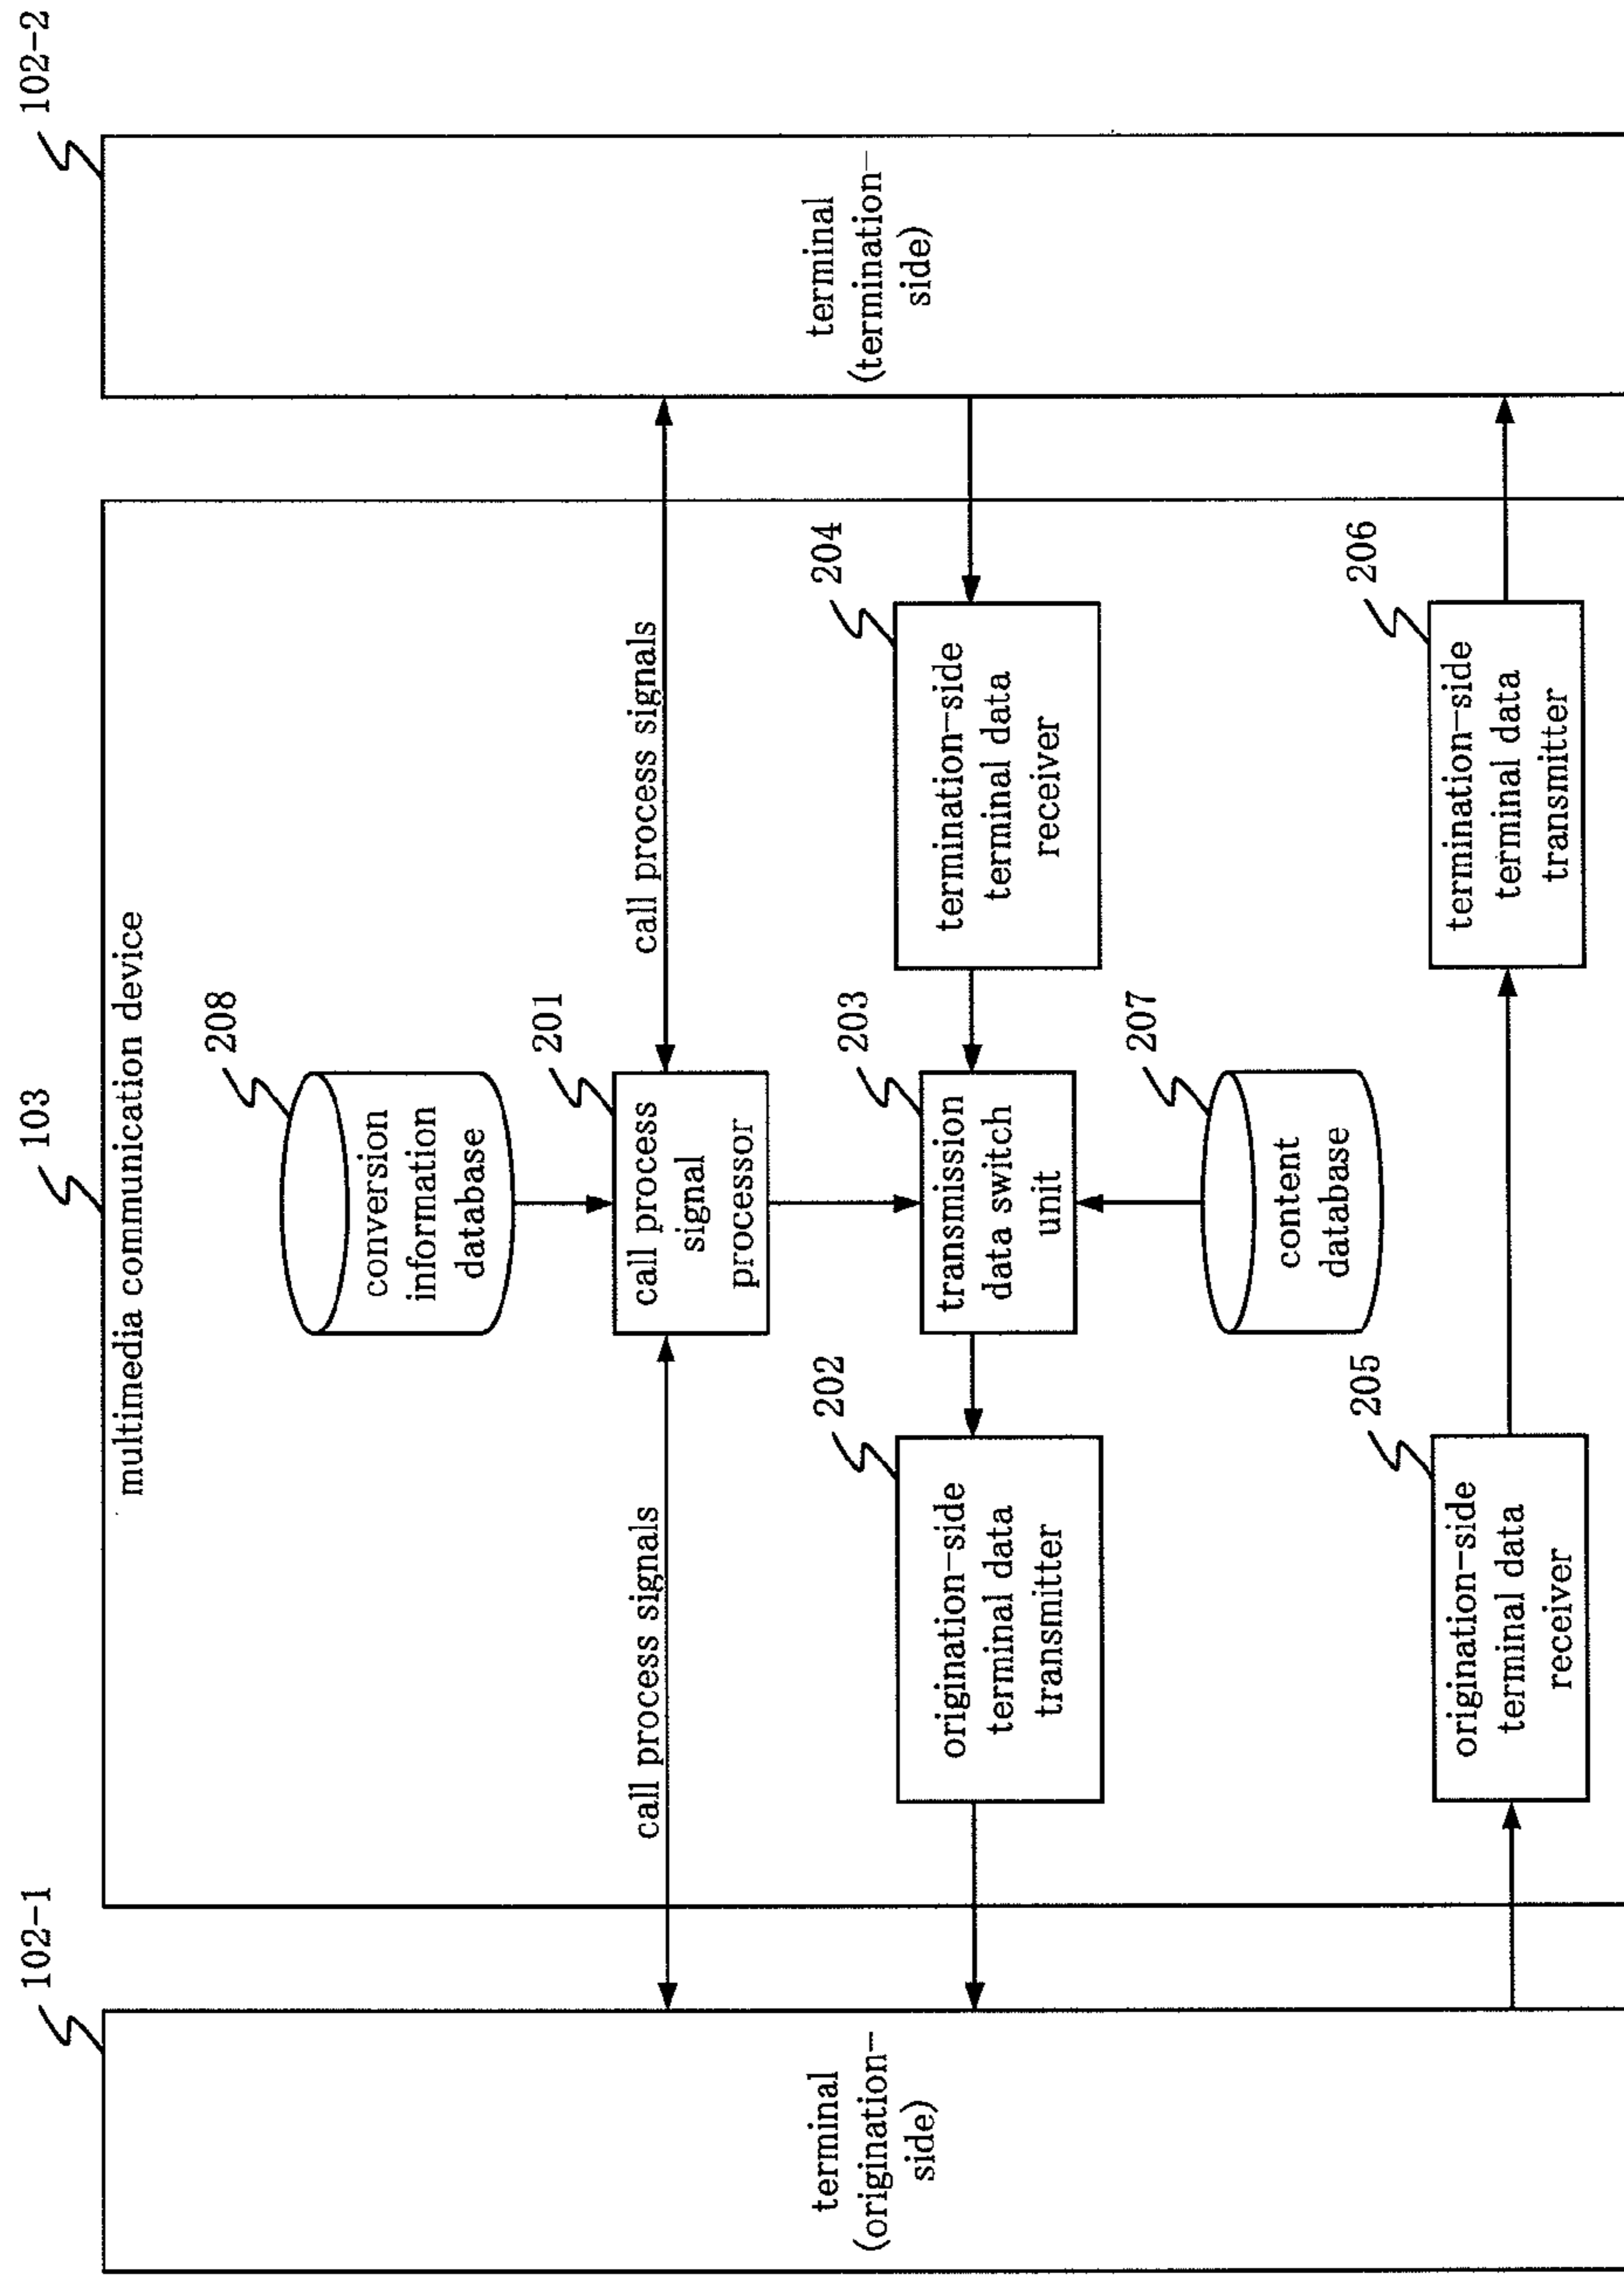 102-1
103
102-2
multimedia communication device
208
conversion
information
database
201
call process signals
call process
signal
processor
call process signals
terminal
(origination-
side)
202
origination-side
terminal data
transmitter
203
transmission
data switch
unit
204
termination-side
terminal data
receiver
terminal
(termination-
side)
207
content
database
205
origination-side
terminal data
receiver
206
termination-side
terminal data
transmitter